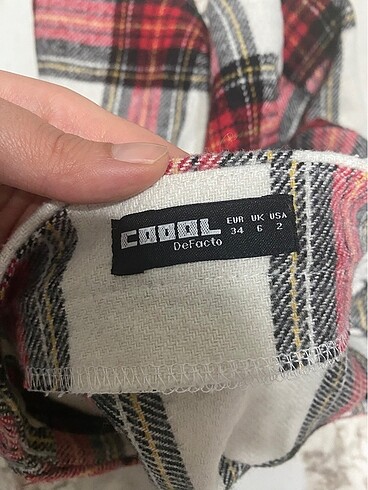 COOOL
EUR UK USA
34 6 2
DeFacto